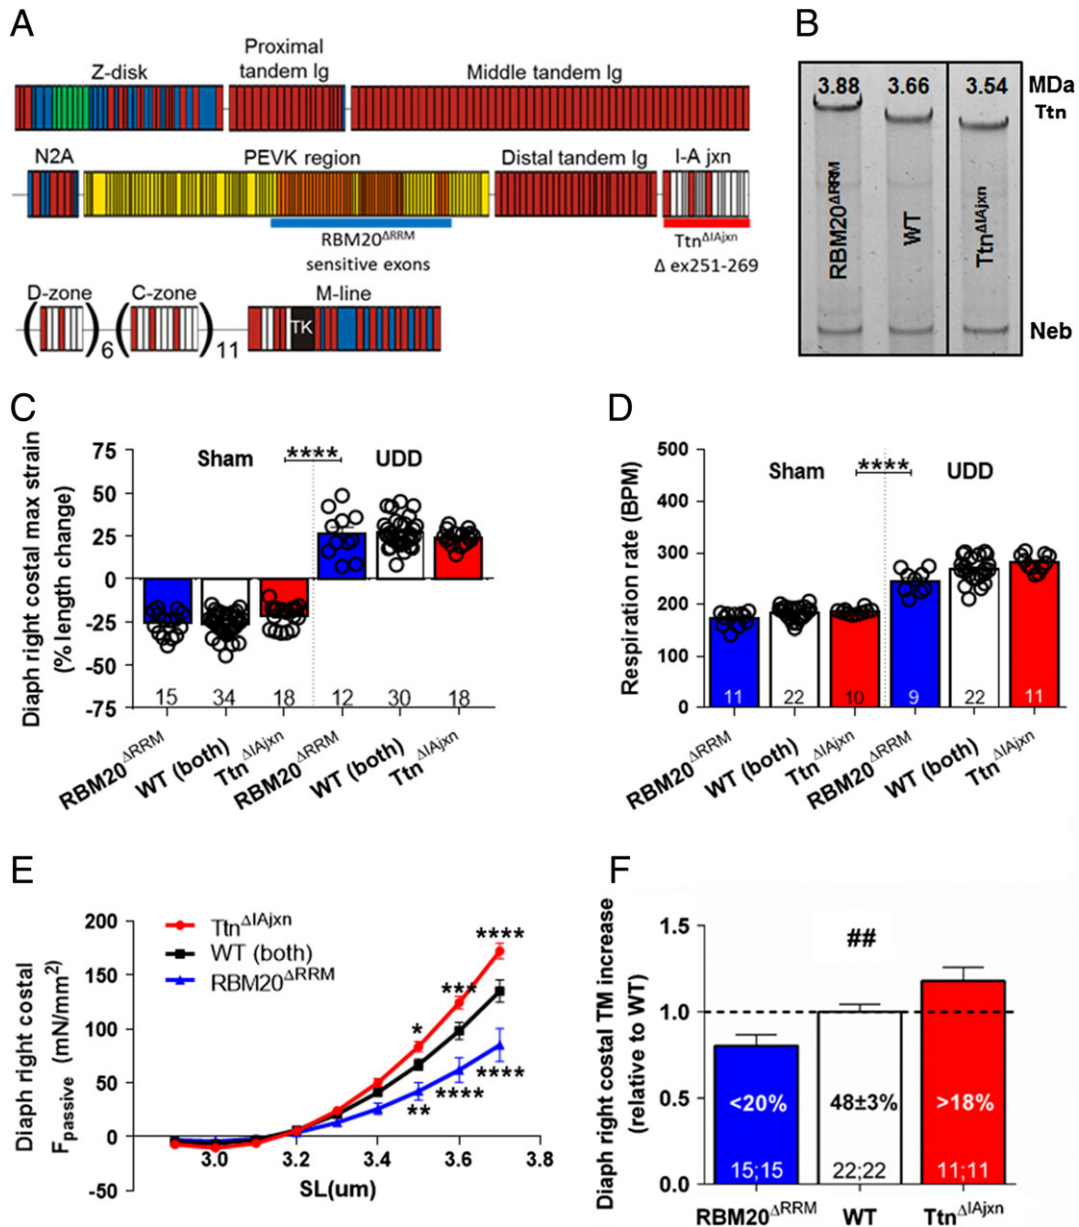 A
Z-disk
Proximal
tandem Ig
Middle tandem Ig
N2A
PEVK region
Distal tandem Ig
I-A jxn
RBM20ΔRRM
sensitive exons
TtnΔIAjxn
Δ ex251-269
D-zone
C-zone
M-line
( ) 6 ( ) 11
TK
B
3.88 3.66 3.54 MDa
Ttn
RBM20ΔRRM
WT
TtnΔIAjxn
Neb
C
Diaph right costal max strain
(% length change)
75
50
25
0
-25
-50
-75
Sham
****
UDD
15 34 18 12 30 18
RBM20ΔRRM
WT (both)
TtnΔIAjxn
RBM20ΔRRM
WT (both)
TtnΔIAjxn
D
Respiration rate (BPM)
500
400
300
200
100
0
Sham
****
UDD
11 22 10 9 22 11
RBM20ΔRRM
WT (both)
TtnΔIAjxn
RBM20ΔRRM
WT (both)
TtnΔIAjxn
E
Diaph right costal
Fpassive (mN/mm2)
200
150
100
50
0
-50
TtnΔIAjxn
WT (both)
RBM20ΔRRM
****
***
*
****
****
**
3.0 3.2 3.4 3.6 3.8
SL(um)
F
Diaph right costal TM increase
(relative to WT)
1.5
1.0
0.5
0.0
##
<20% 48±3% >18%
15;15 22;22 11;11
RBM20ΔRRM WT TtnΔIAjxn